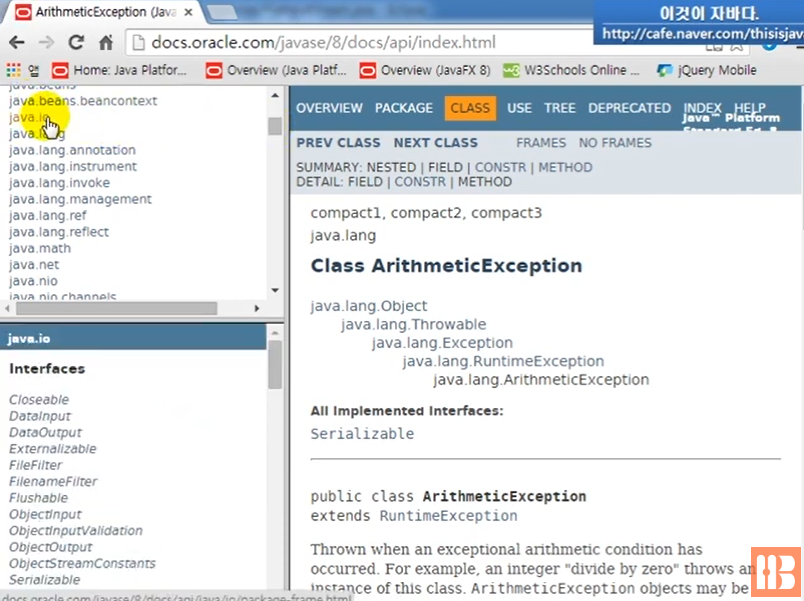 ArithmeticException (Java
이것이 자바다.
http://cafe.naver.com/thisisjav
docs.oracle.com/javase/8/docs/api/index.html
앱
Home: Java Platfor...
Overview (Java Platf...
Overview (JavaFX 8)
W3Schools Online ...
jQuery Mobile
java.beans
java.beans.beancontext
java.io
java.lang
java.lang.annotation
java.lang.instrument
java.lang.invoke
java.lang.management
java.lang.ref
java.lang.reflect
java.math
java.net
java.nio
java.nio.channels
java.io
Interfaces
Closeable
DataInput
DataOutput
Externalizable
FileFilter
FilenameFilter
Flushable
ObjectInput
ObjectInputValidation
ObjectOutput
ObjectStreamConstants
Serializable
docs.oracle.com/javase/8/docs/api/java/io/package-frame.html
OVERVIEW PACKAGE CLASS USE TREE DEPRECATED INDEX HELP
Java™ Platform
Standard Ed. 8
PREV CLASS NEXT CLASS FRAMES NO FRAMES
SUMMARY: NESTED | FIELD | CONSTR | METHOD
DETAIL: FIELD | CONSTR | METHOD
compact1, compact2, compact3
java.lang
Class ArithmeticException
java.lang.Object
java.lang.Throwable
java.lang.Exception
java.lang.RuntimeException
java.lang.ArithmeticException
All Implemented Interfaces:
Serializable
public class ArithmeticException
extends RuntimeException
Thrown when an exceptional arithmetic condition has
occurred. For example, an integer "divide by zero" throws an
instance of this class. ArithmeticException objects may be